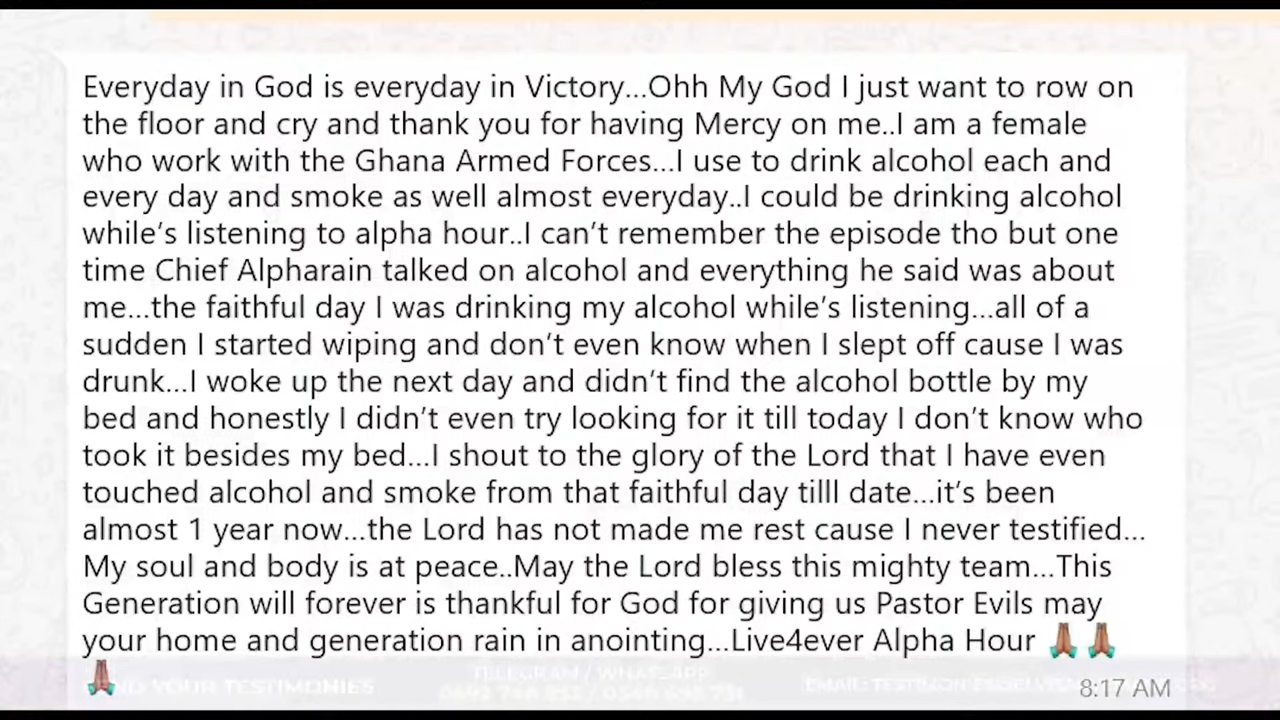 Everyday in God is everyday in Victory...Ohh My God I just want to row on
the floor and cry and thank you for having Mercy on me..I am a female
who work with the Ghana Armed Forces...I use to drink alcohol each and
every day and smoke as well almost everyday..I could be drinking alcohol
while's listening to alpha hour..I can't remember the episode tho but one
time Chief Alpharain talked on alcohol and everything he said was about
me...the faithful day I was drinking my alcohol while's listening...all of a
sudden I started wiping and don't even know when I slept off cause I was
drunk...I woke up the next day and didn't find the alcohol bottle by my
bed and honestly I didn't even try looking for it till today I don't know who
took it besides my bed...I shout to the glory of the Lord that I have even
touched alcohol and smoke from that faithful day tilll date...it's been
almost 1 year now...the Lord has not made me rest cause I never testified...
My soul and body is at peace..May the Lord bless this mighty team...This
Generation will forever is thankful for God for giving us Pastor Evils may
your home and generation rain in anointing...Live4ever Alpha Hour 🙏🏾🙏🏾
🙏🏾
YOUR TESTIMONIES
TELEGRAM / WHATSAPP
EMAIL:
8:17 AM